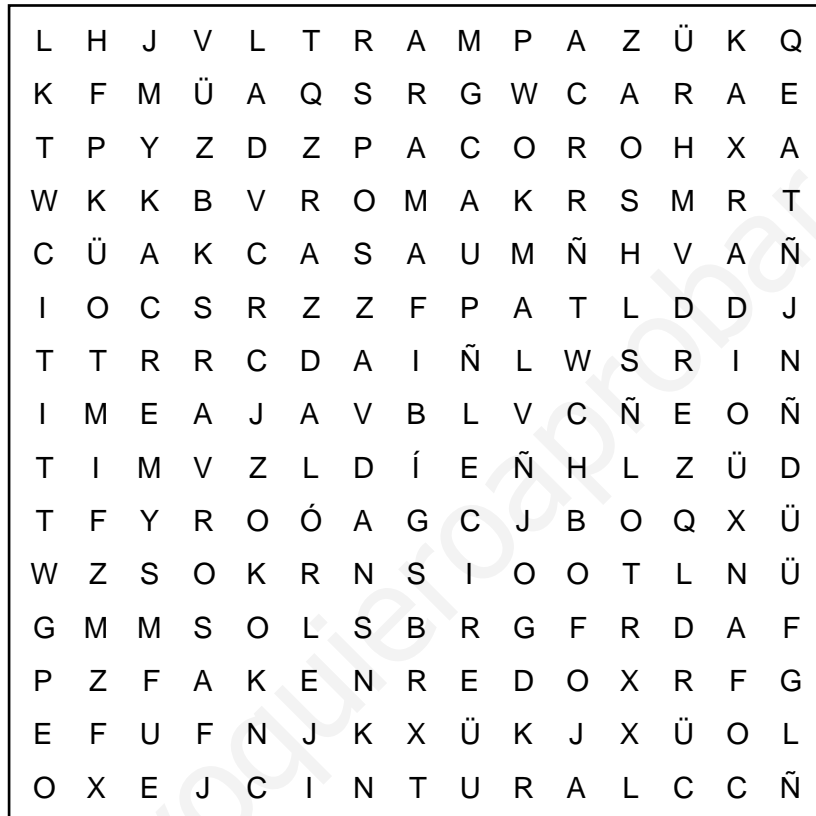 L H J V L T R A M P A Z Ü K Q
K F M Ü A Q S R G W C A R A E
T P Y Z D Z P A C O R O H X A
W K K B V R O M A K R S M R T
C Ü A K C A S A U M Ñ H V A Ñ
I O C S R Z Z F P A T L D D J
T T R R C D A I Ñ L W S R I N
I M E A J A V B L V C Ñ E O Ñ
T I M V Z L D Í E Ñ H L Z Ü D
T F Y R O Ó A G C J B O Q X Ü
W Z S O K R N S I O O T L N Ü
G M M S O L S B R G F R D A F
P Z F A K E N R E D O X R F G
E F U F N J K X Ü K J X Ü O L
O X E J C I N T U R A L C C Ñ